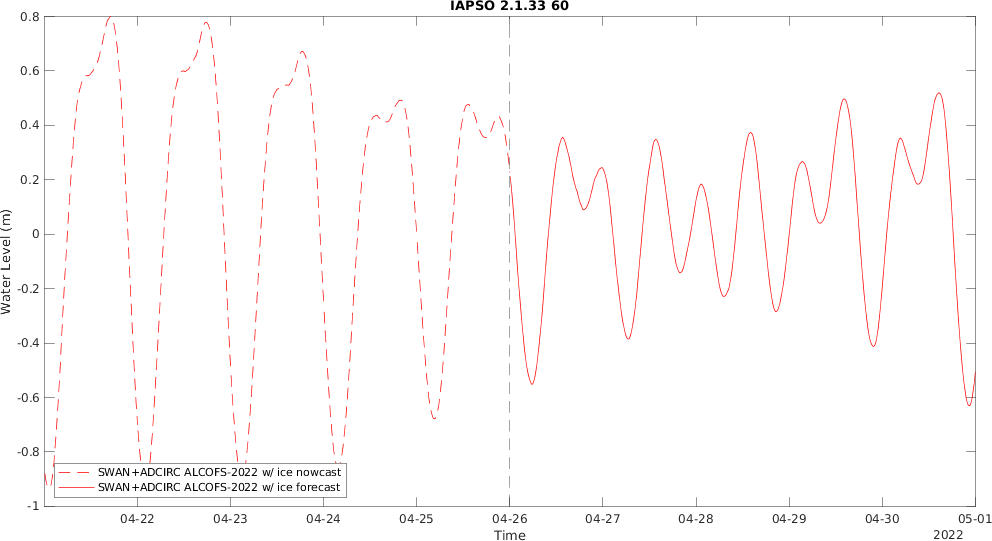 IAPSO 2.1.33 60
0.8
0.6
0.4
0.2
0
-0.2
-0.4
-0.6
-0.8
-1
Water Level (m)
SWAN+ADCIRC ALCOFS-2022 w/ ice nowcast
SWAN+ADCIRC ALCOFS-2022 w/ ice forecast
04-22 04-23 04-24 04-25 04-26 04-27 04-28 04-29 04-30 05-01
Time
2022